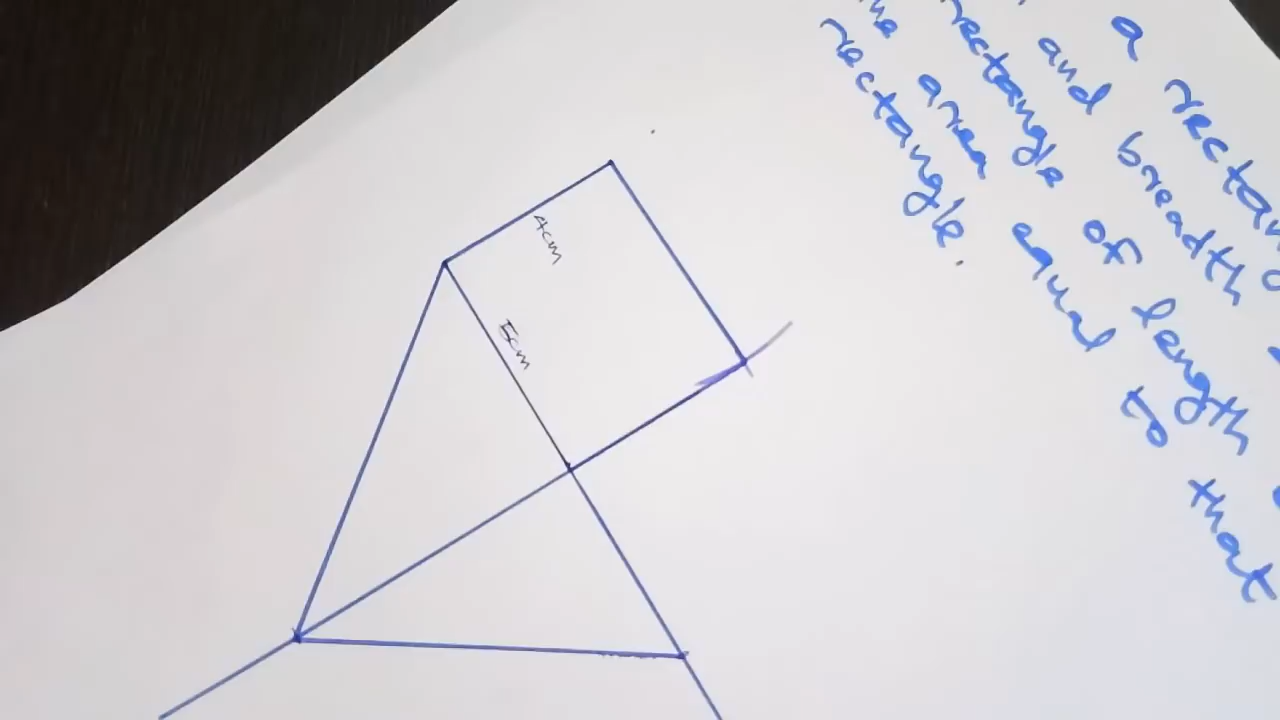 a rectan
and breadth
rectangle of length
area equal to that
rectangle.
4cm
5cm